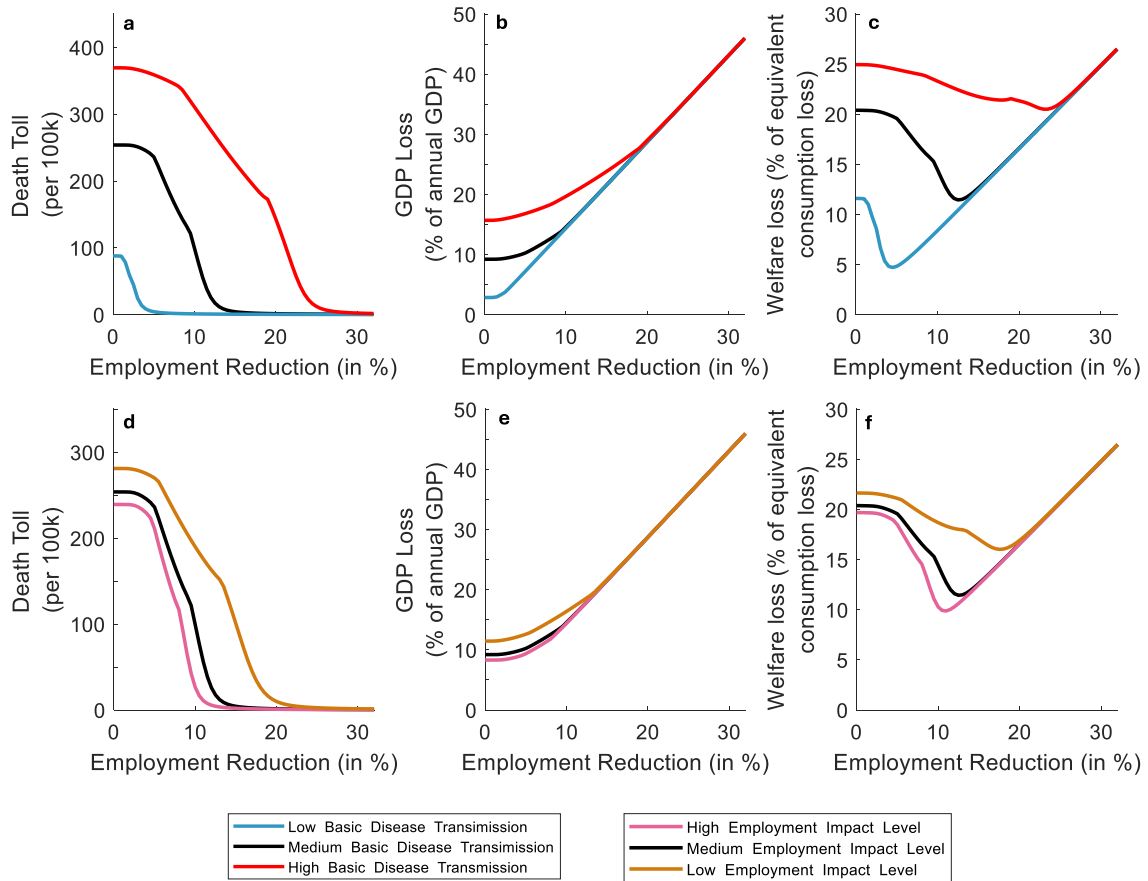 a
Death Toll
(per 100k)
400
300
200
100
0
0 10 20 30
Employment Reduction (in %)
b
GDP Loss
(% of annual GDP)
50
40
30
20
10
0
0 10 20 30
Employment Reduction (in %)
c
Welfare loss (% of equivalent
consumption loss)
30
25
20
15
10
5
0
0 10 20 30
Employment Reduction (in %)
d
Death Toll
(per 100k)
300
200
100
0
0 10 20 30
Employment Reduction (in %)
e
GDP Loss
(% of annual GDP)
50
40
30
20
10
0
0 10 20 30
Employment Reduction (in %)
f
Welfare loss (% of equivalent
consumption loss)
30
25
20
15
10
5
0
0 10 20 30
Employment Reduction (in %)
Low Basic Disease Transimission
Medium Basic Disease Transmission
High Basic Disease Transmission
High Employment Impact Level
Medium Employment Impact Level
Low Employment Impact Level